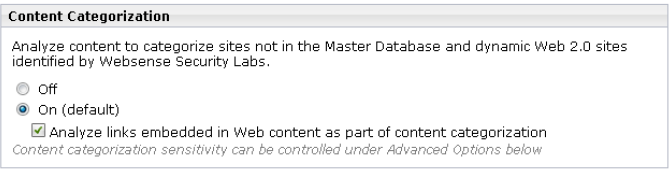 Content Categorization
Analyze content to categorize sites not in the Master Database and dynamic Web 2.0 sites
identified by Websense Security Labs.
Off
On (default)
Analyze links embedded in Web content as part of content categorization
Content categorization sensitivity can be controlled under Advanced Options below